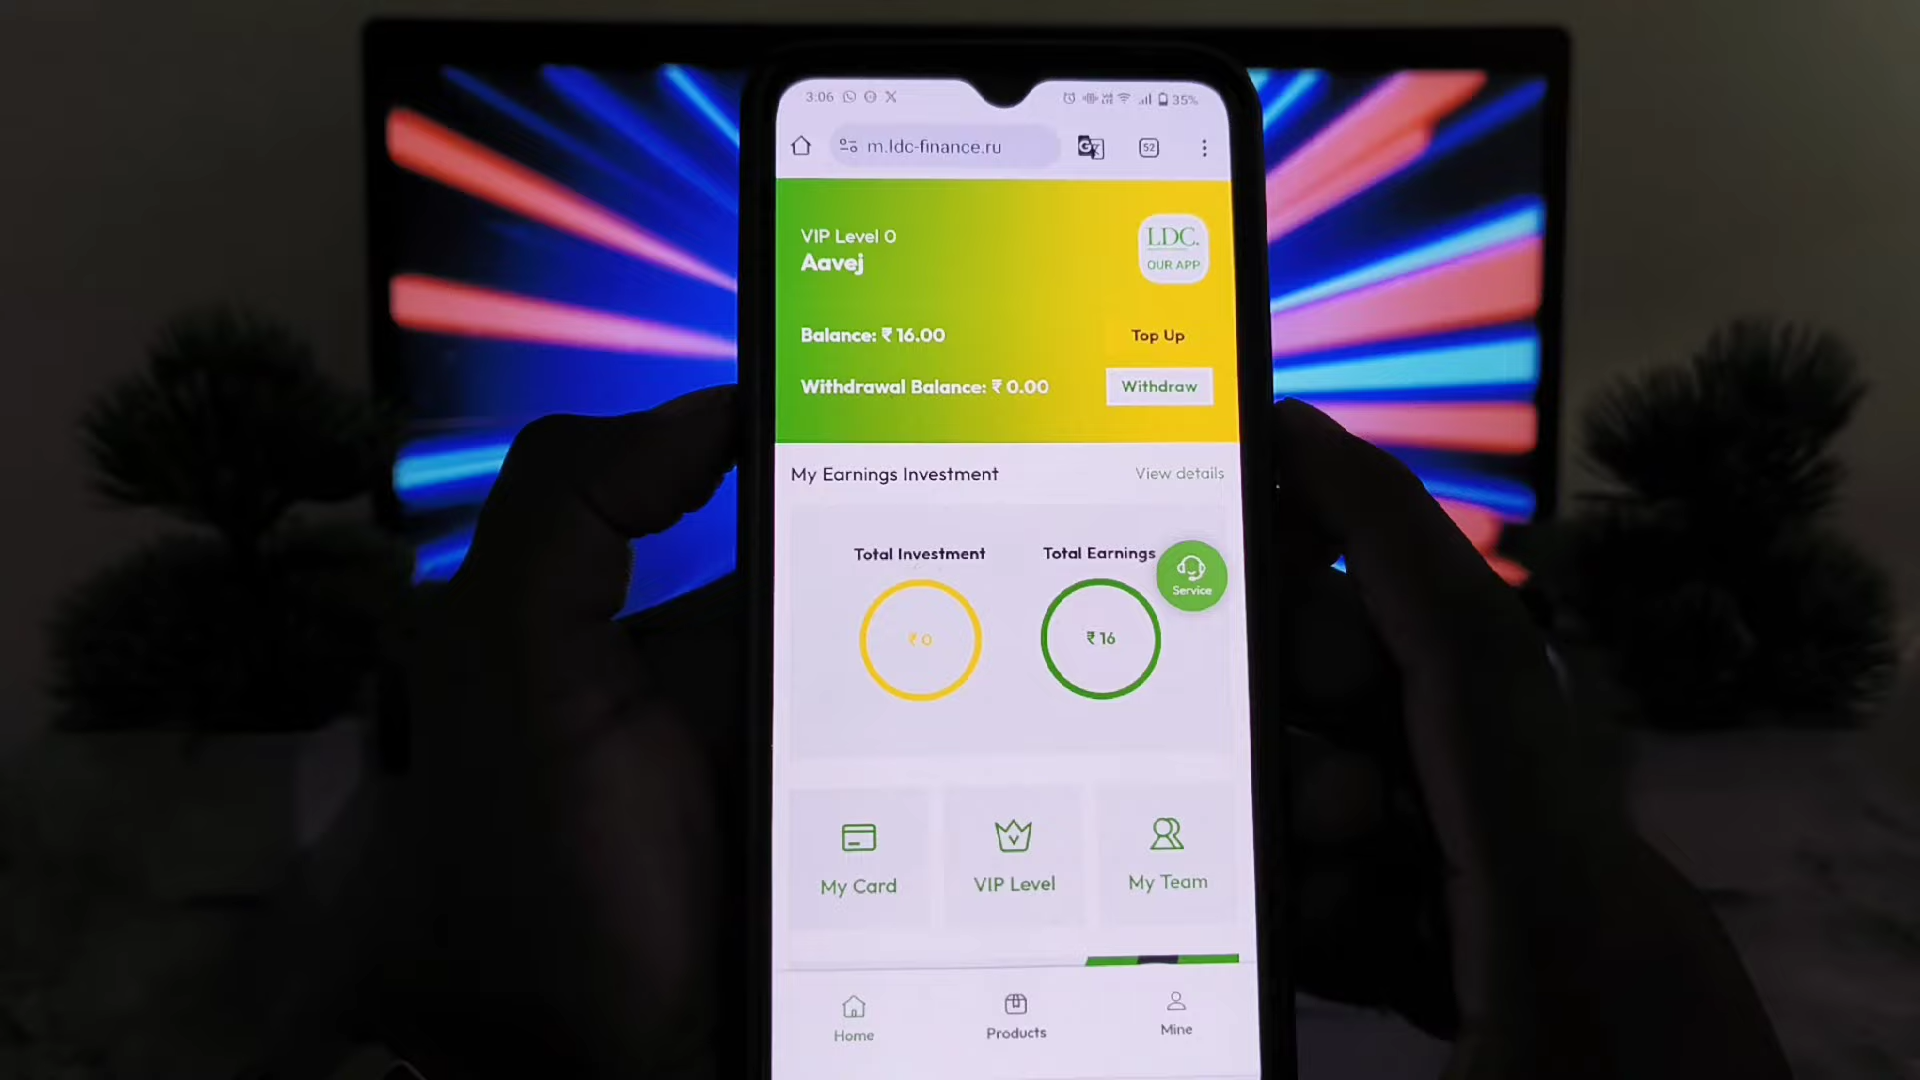 3:06
35%
m.ldc-finance.ru
52
VIP Level 0
Aavej
LDC.
OUR APP
Balance: ₹ 16.00
Top Up
Withdrawal Balance: ₹ 0.00
Withdraw
My Earnings Investment
View details
Total Investment
Total Earnings
Service
₹ 0
₹ 16
My Card
VIP Level
My Team
Home
Products
Mine